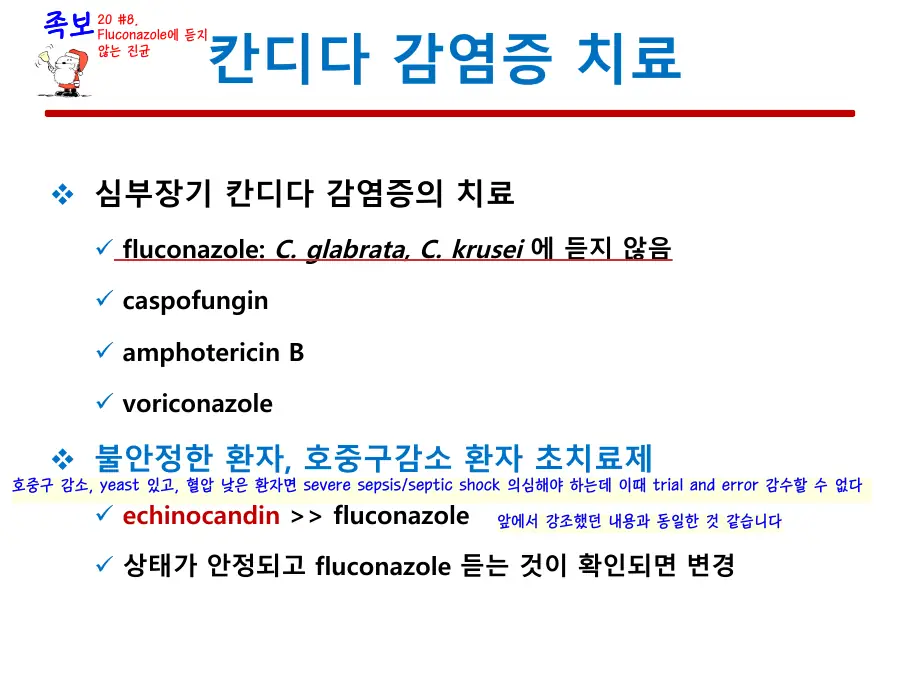 족보
20 #8.
Fluconazole에 듣지
않는 진균
칸디다 감염증 치료
심부장기 칸디다 감염증의 치료
fluconazole: C. glabrata, C. krusei 에 듣지 않음
caspofungin
amphotericin B
voriconazole
불안정한 환자, 호중구감소 환자 초치료제
호중구 감소, yeast 있고, 혈압 낮은 환자면 severe sepsis/septic shock 의심해야 하는데 이때 trial and error 감수할 수 없다
echinocandin >> fluconazole
앞에서 강조했던 내용과 동일한 것 같습니다
상태가 안정되고 fluconazole 듣는 것이 확인되면 변경